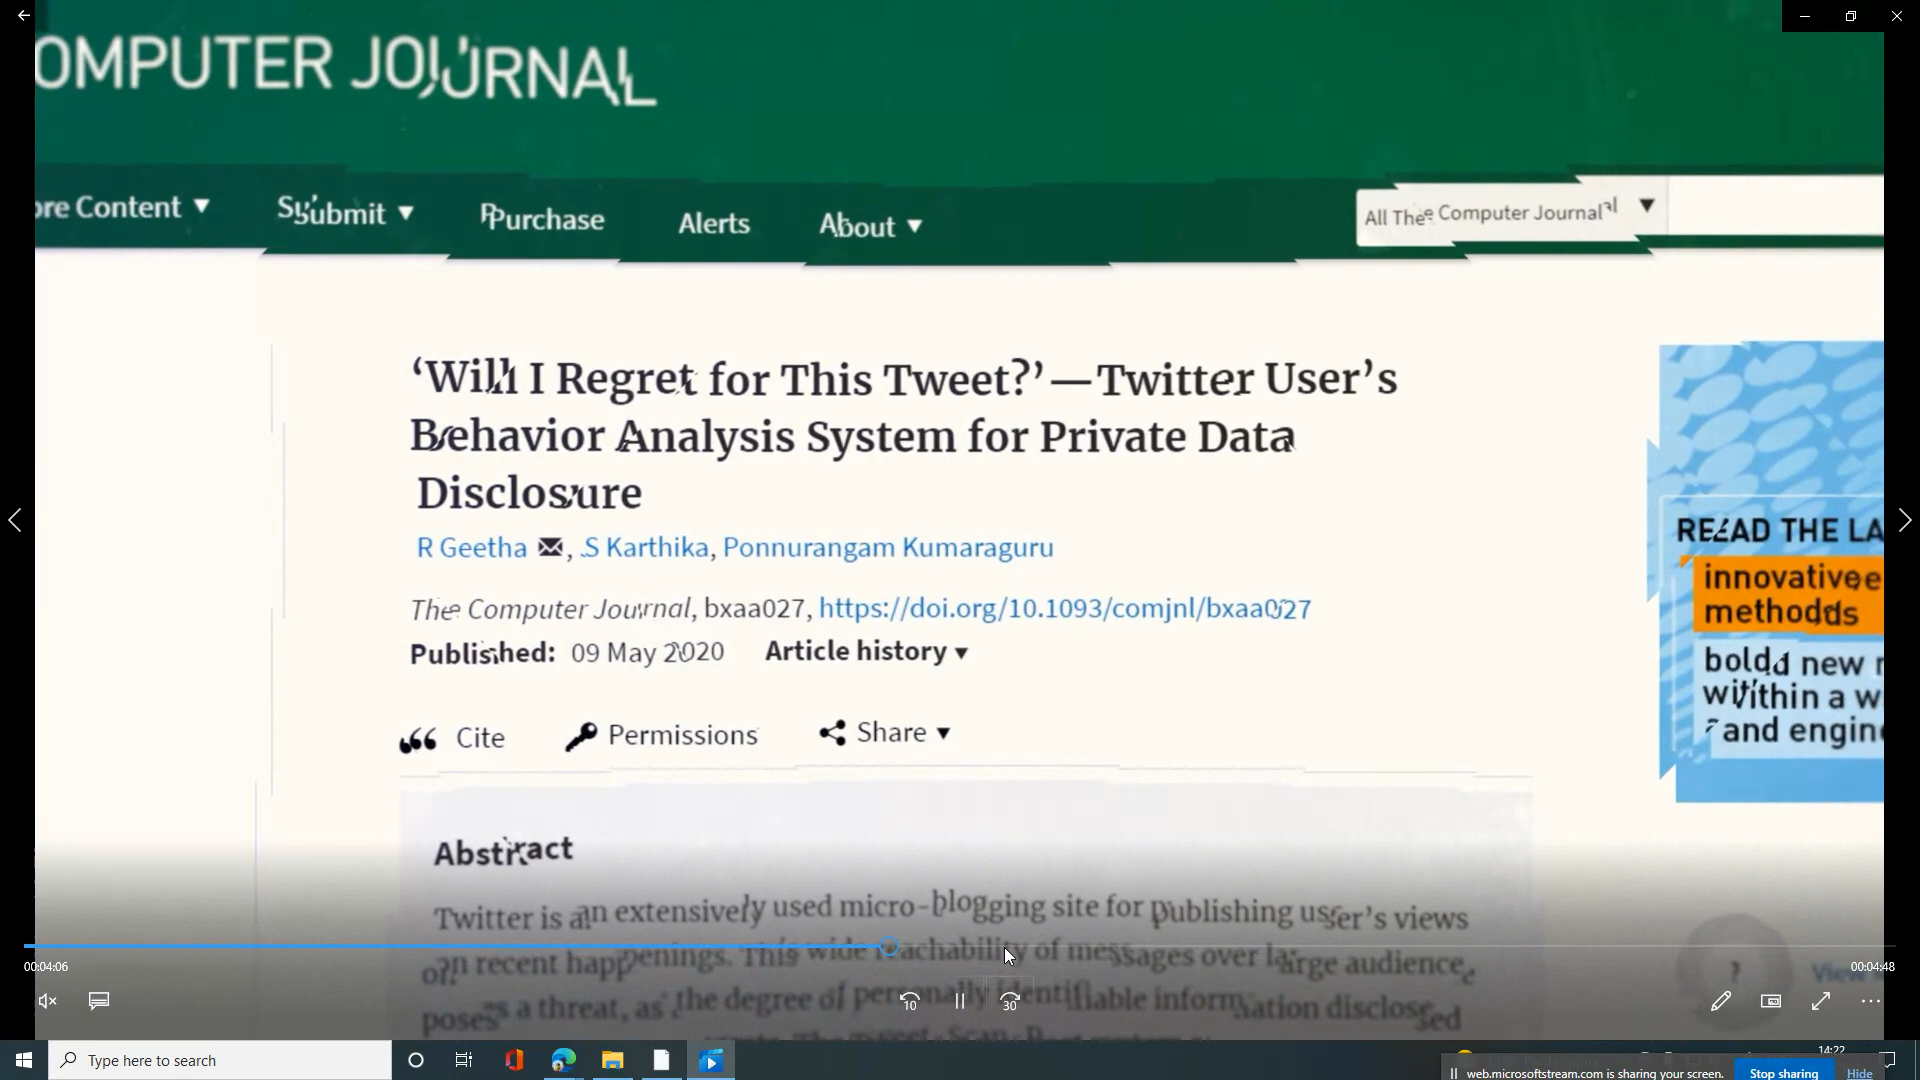 OMPUTER JOURNAL
ore Content
Submit
Purchase
Alerts
About
All The Computer Journal
‘Will I Regret for This Tweet?’—Twitter User’s
Behavior Analysis System for Private Data
Disclosure
R Geetha, S Karthika, Ponnurangam Kumaraguru
The Computer Journal, bxaa027, https://doi.org/10.1093/comjnl/bxaa027
Published: 09 May 2020 Article history
Cite Permissions Share
READ THE LA
innovative
methods
bold new
within a w
and engin
Abstract
Twitter is an extensively used micro-blogging site for publishing user’s views
on recent happenings. This wide reachability of messages over large audience
poses a threat, as the degree of personally identifiable information disclosed
00:04:06
00:04:48
10
30
Type here to search
14:22
web.microsoftstream.com is sharing your screen.
Stop sharing
Hide